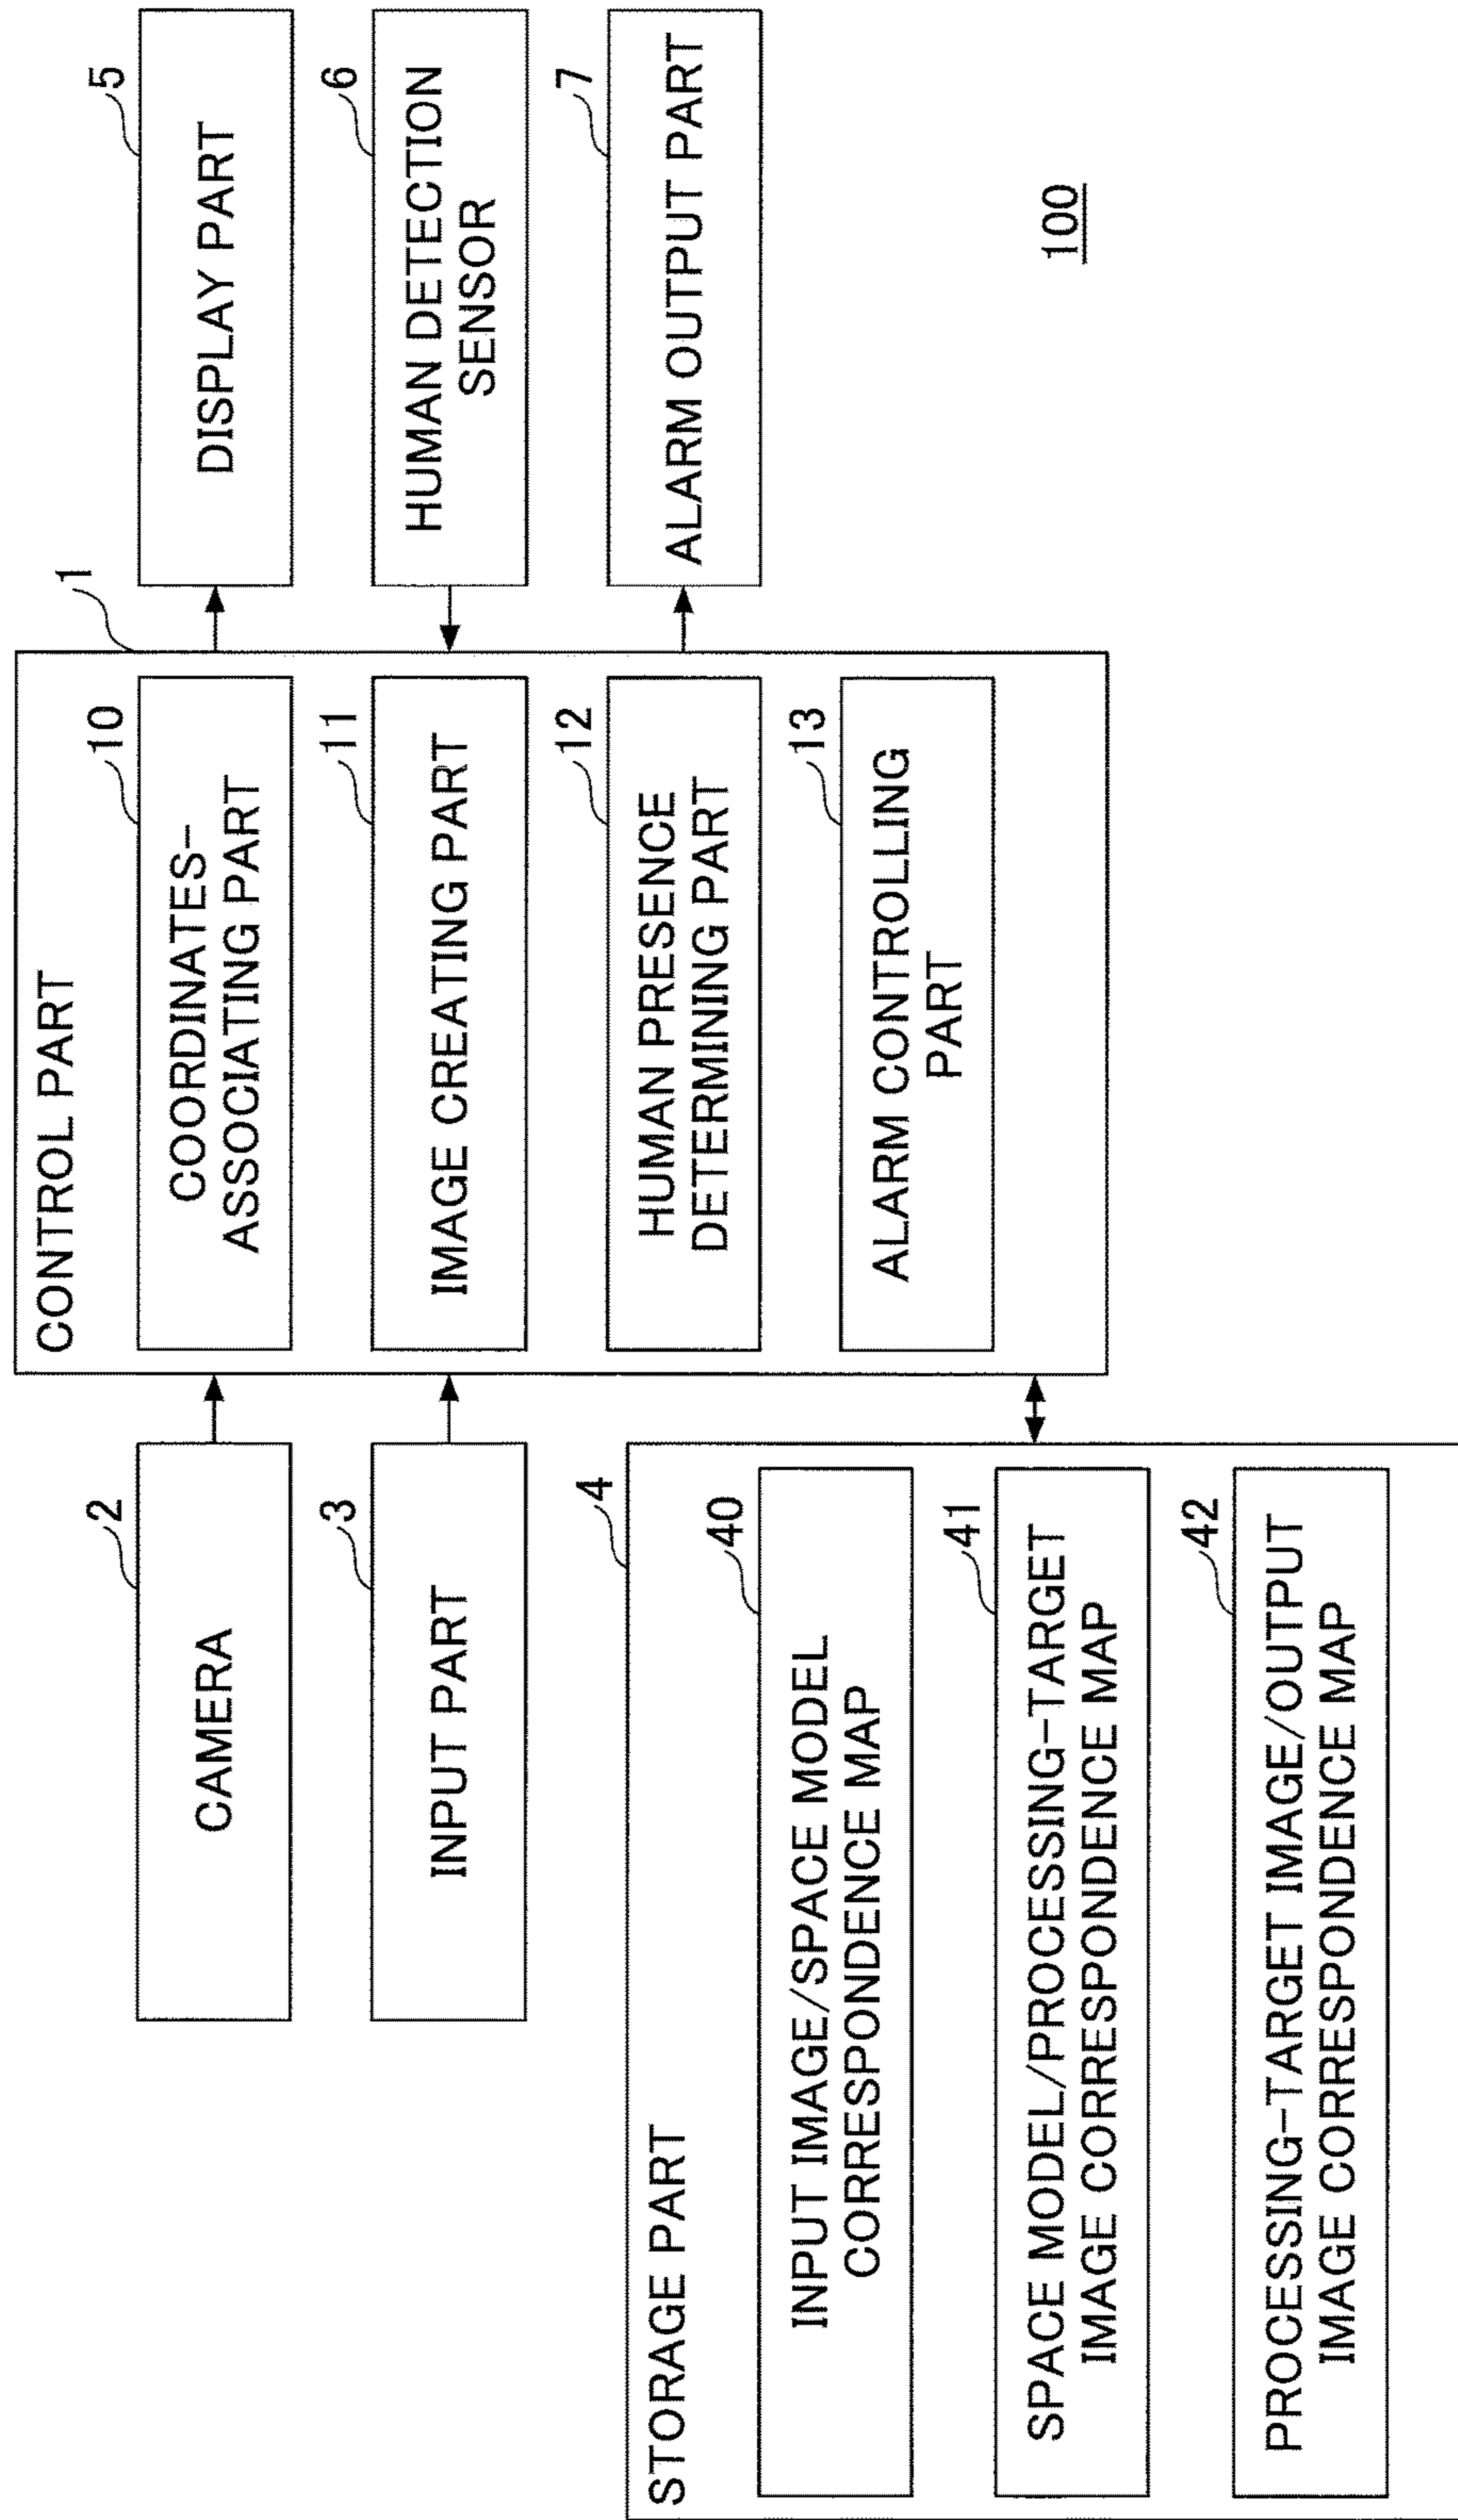 2
CAMERA
3
INPUT PART
4
STORAGE PART
40
INPUT IMAGE/SPACE MODEL
CORRESPONDENCE MAP
41
SPACE MODEL/PROCESSING-TARGET
IMAGE CORRESPONDENCE MAP
42
PROCESSING-TARGET IMAGE/OUTPUT
IMAGE CORRESPONDENCE MAP
1
CONTROL PART
10
COORDINATES-
ASSOCIATING PART
11
IMAGE CREATING PART
12
HUMAN PRESENCE
DETERMINING PART
13
ALARM CONTROLLING
PART
5
DISPLAY PART
6
HUMAN DETECTION
SENSOR
7
ALARM OUTPUT PART
100